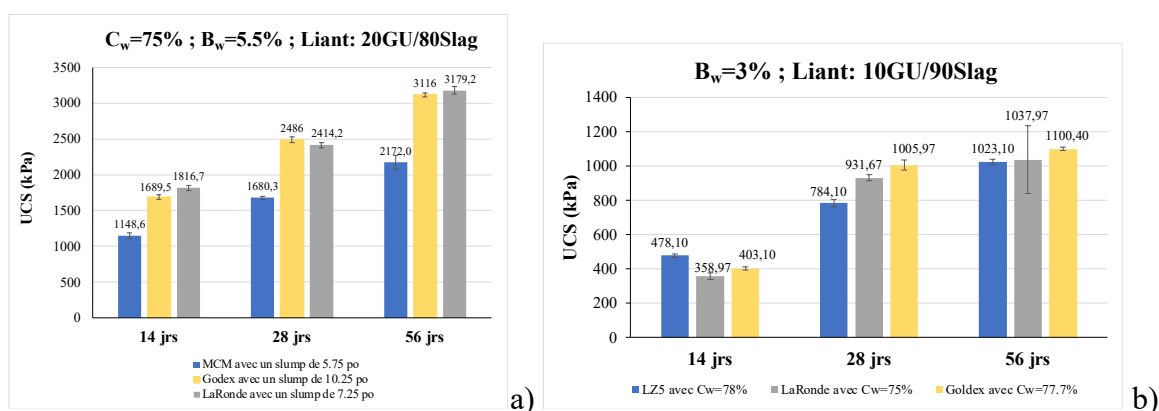 C_w=75% ; B_w=5.5% ; Liant: 20GU/80Slag
UCS (kPa)
3500
3000
2500
2000
1500
1000
500
0
1148,6
1689,5
1816,7
1680,3
2486
2414,2
2172,0
3116
3179,2
14 jrs 28 jrs 56 jrs
MCM avec un slump de 5.75 po
Godex avec un slump de 10.25 po
LaRonde avec un slump de 7.25 po
a)
B_w=3% ; Liant: 10GU/90Slag
UCS (kPa)
1400
1200
1000
800
600
400
200
0
478,10
358,97
403,10
784,10
931,67
1005,97
1023,10
1037,97
1100,40
14 jrs 28 jrs 56 jrs
LZ5 avec Cw=78% LaRonde avec Cw=75% Goldex avec Cw=77.7%
b)